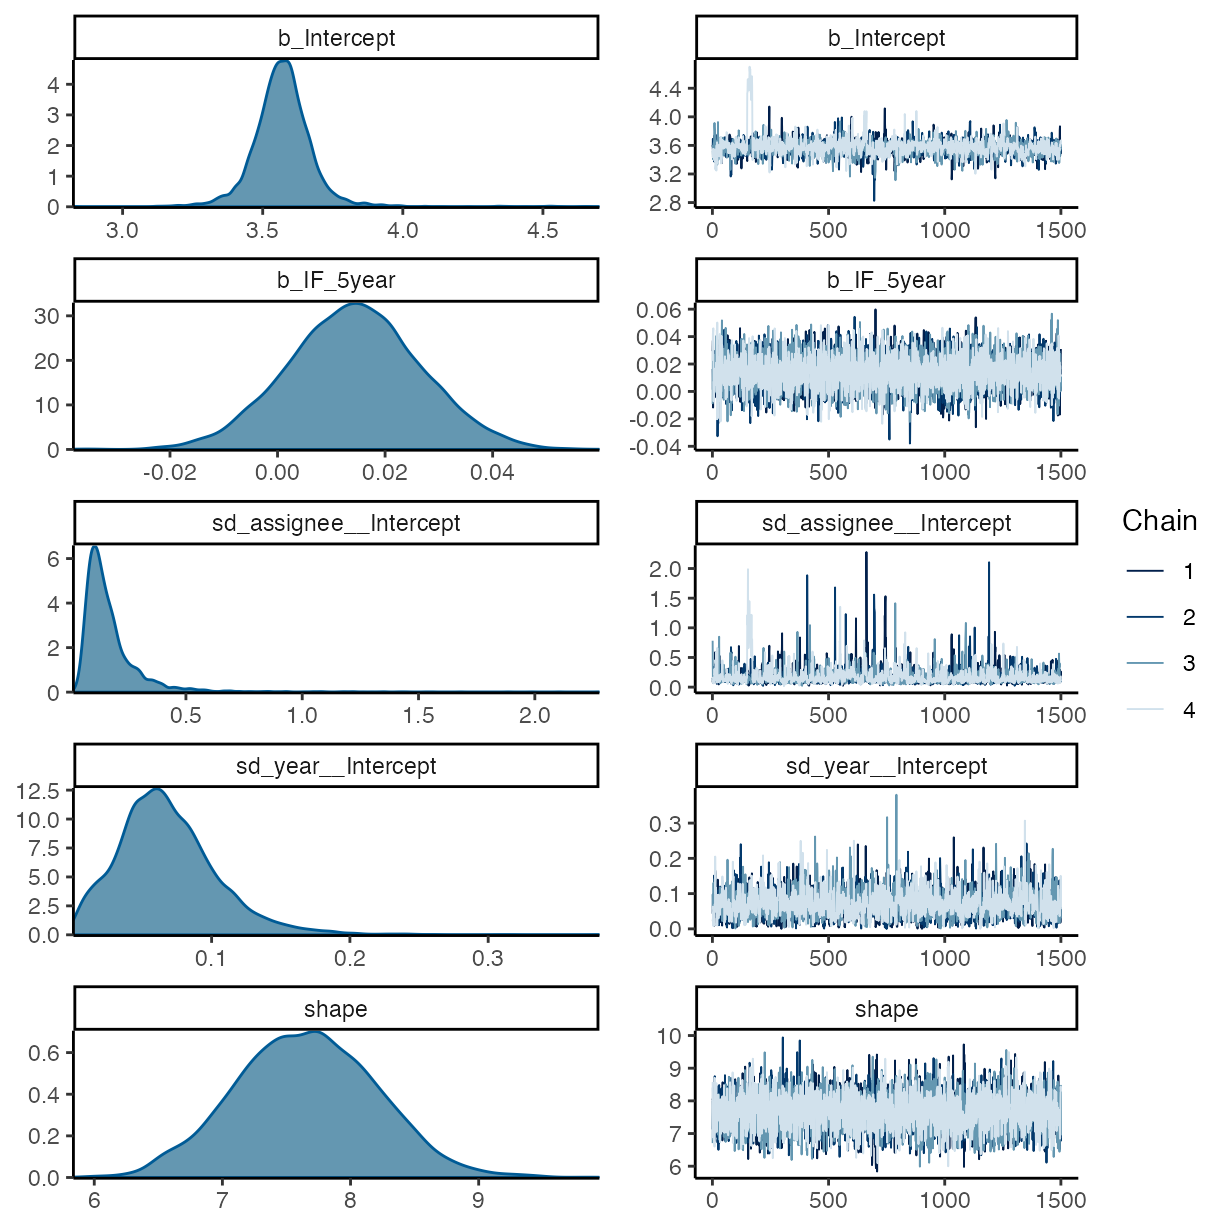 b_Intercept
4
3
2
1
0
3.0 3.5 4.0 4.5
b_Intercept
4.4
4.0
3.6
3.2
2.8
0 500 1000 1500
b_IF_5year
30
20
10
0
-0.02 0.00 0.02 0.04
b_IF_5year
0.06
0.04
0.02
0.00
-0.02
-0.04
0 500 1000 1500
sd_assignee__Intercept
6
4
2
0
0.5 1.0 1.5 2.0
sd_assignee__Intercept
2.0
1.5
1.0
0.5
0.0
0 500 1000 1500
sd_year__Intercept
12.5
10.0
7.5
5.0
2.5
0.0
0.1 0.2 0.3
sd_year__Intercept
0.3
0.2
0.1
0.0
0 500 1000 1500
shape
0.6
0.4
0.2
0.0
6 7 8 9
shape
10
9
8
7
6
0 500 1000 1500
Chain
1
2
3
4